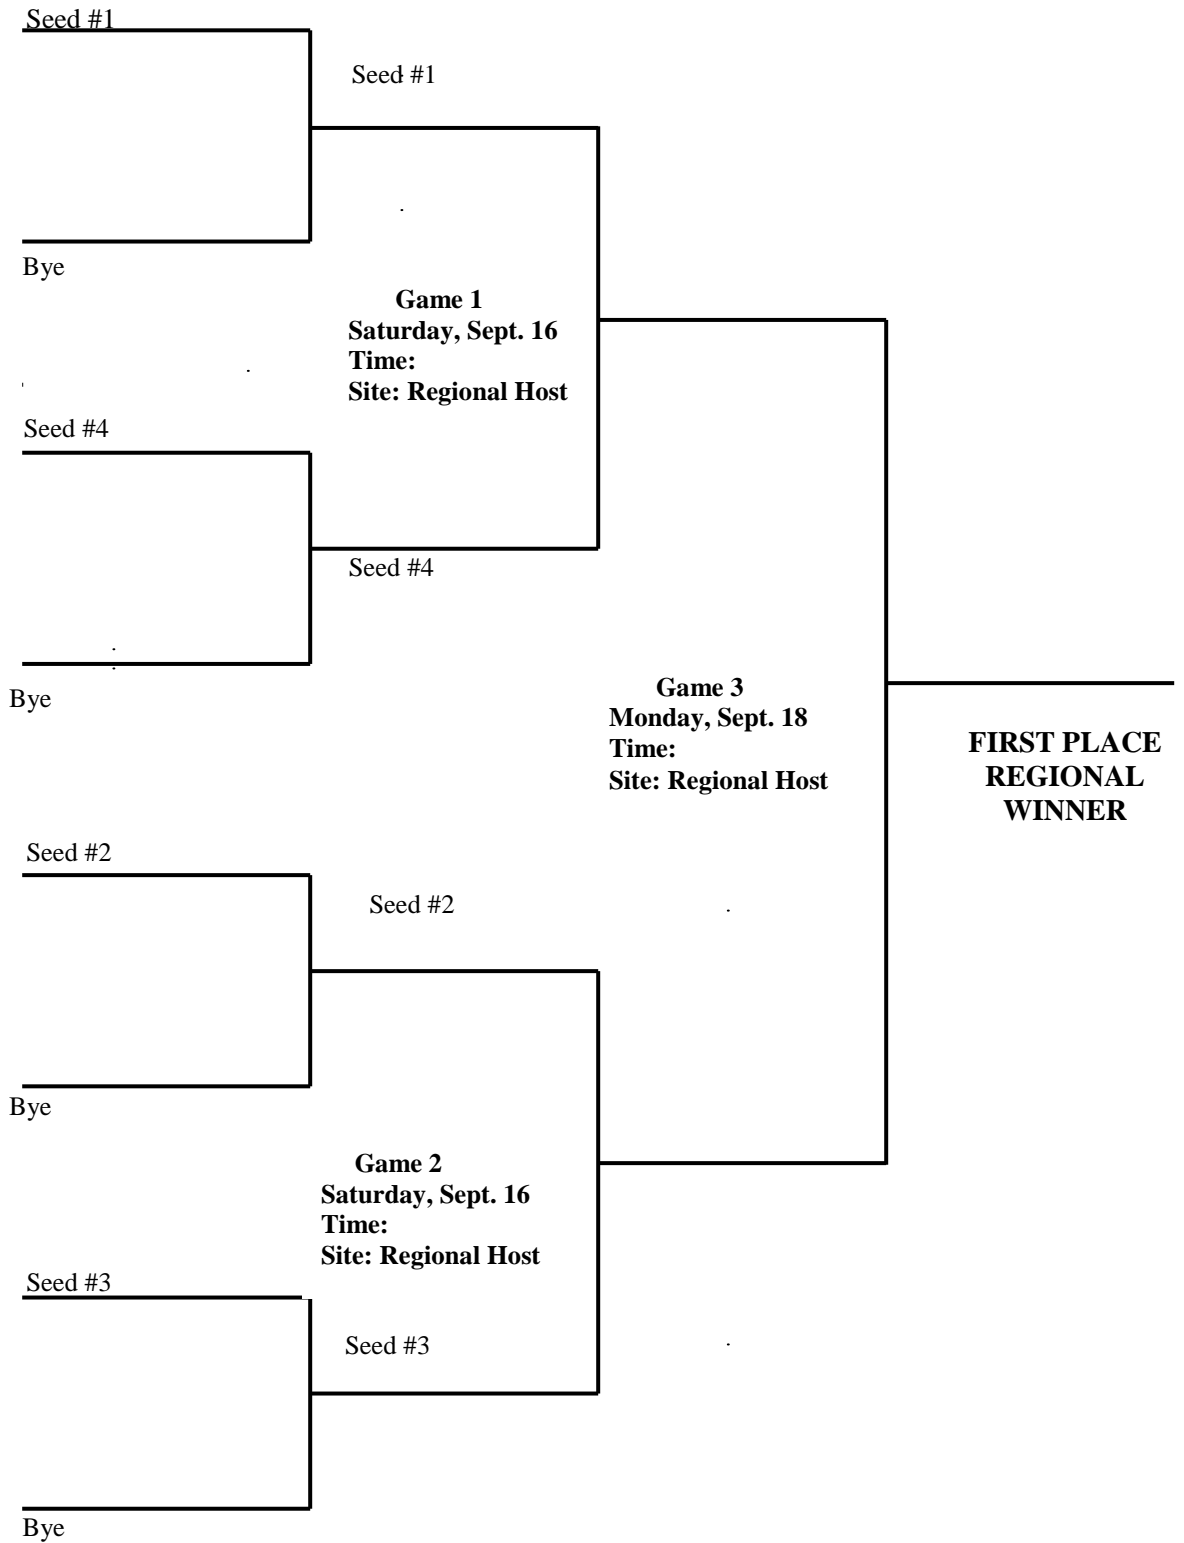 Seed #1
Seed #1
Bye
Game 1
Saturday, Sept. 16
Time:
Site: Regional Host
Seed #4
Seed #4
Bye
Game 3
Monday, Sept. 18
Time:
Site: Regional Host
FIRST PLACE
REGIONAL
WINNER
Seed #2
Seed #2
Bye
Game 2
Saturday, Sept. 16
Time:
Site: Regional Host
Seed #3
Seed #3
Bye